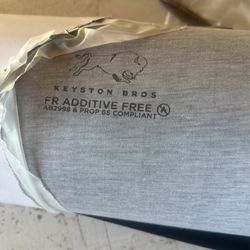 KEYSTON BROS
FR ADDITIVE FREE
AB2998 & PROP 65 COMPLIANT